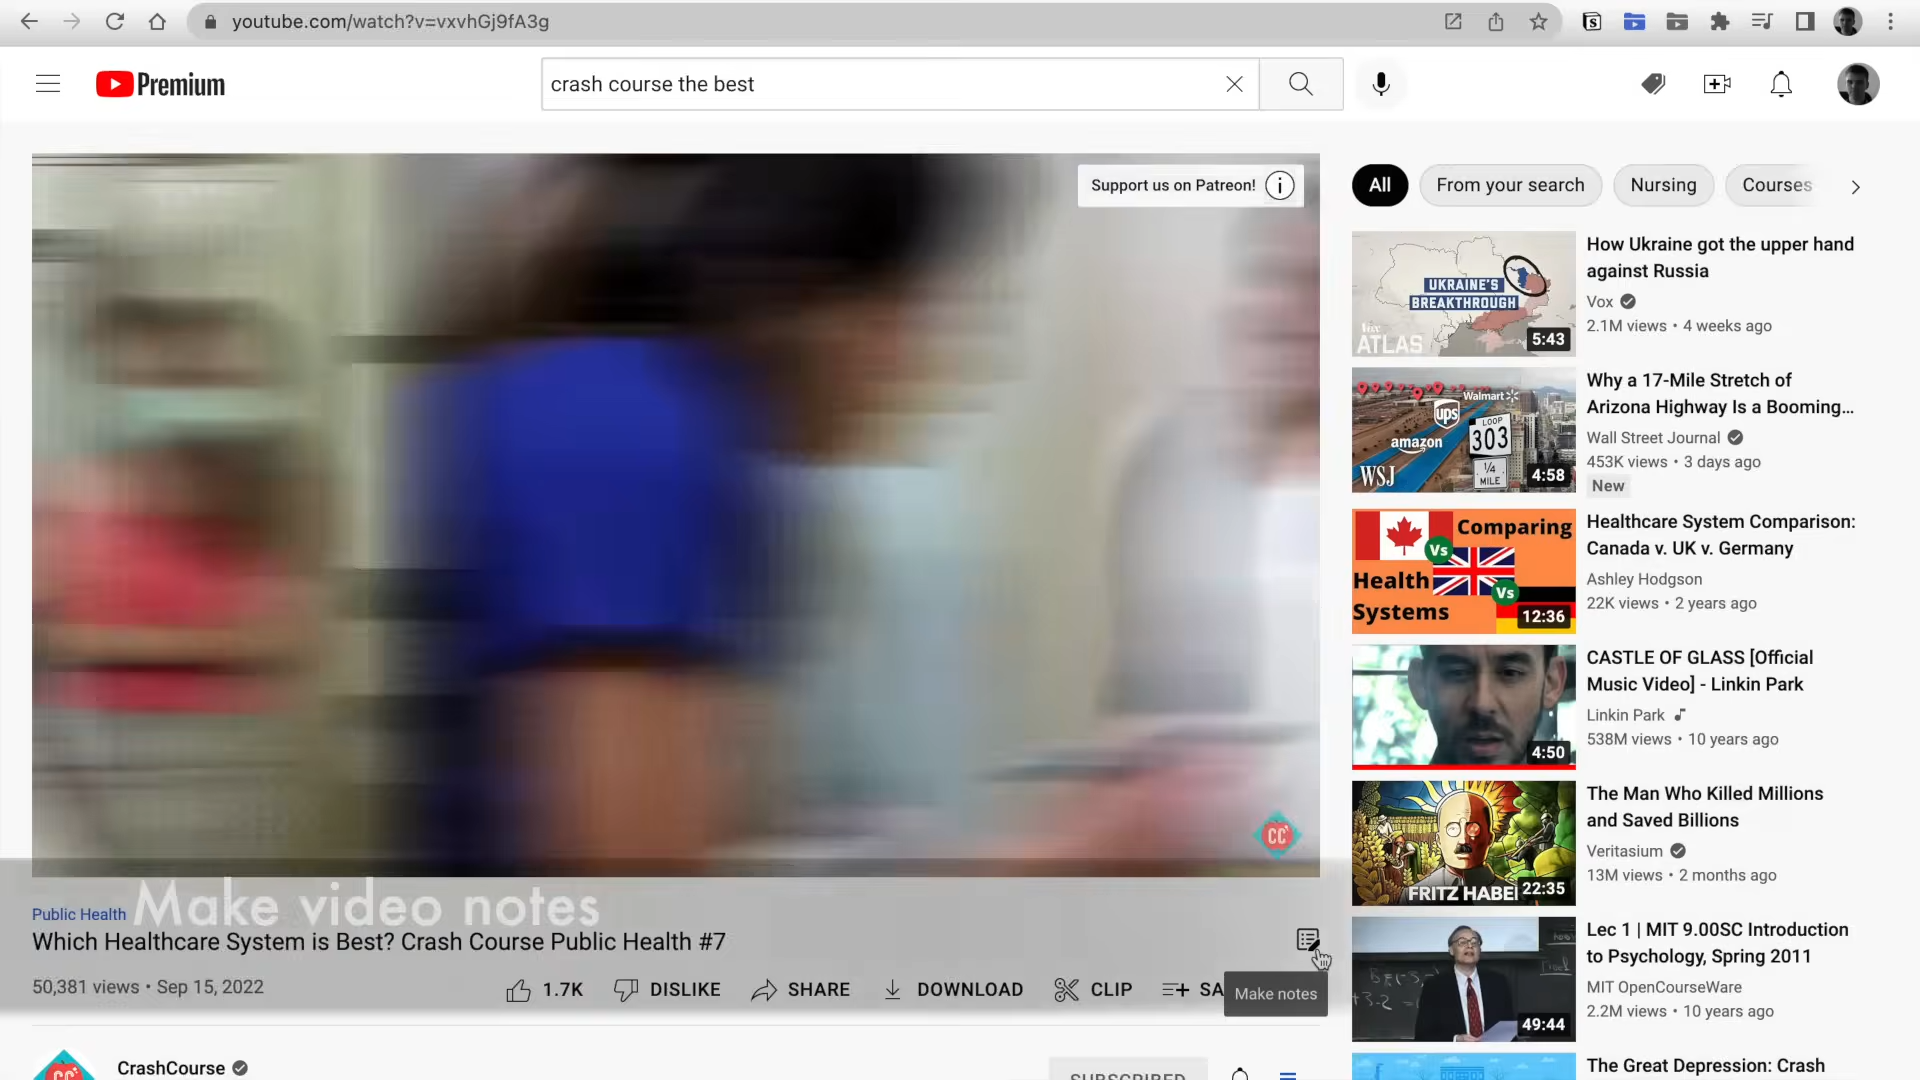 youtube.com/watch?v=vxvhGj9fA3g
Premium
crash course the best
Support us on Patreon!
CC
Make video notes
Public Health
Which Healthcare System is Best? Crash Course Public Health #7
50,381 views • Sep 15, 2022
1.7K
DISLIKE
SHARE
DOWNLOAD
CLIP
SA
Make notes
CrashCourse
SUBSCRIBED
All
From your search
Nursing
Courses
UKRAINE'S
BREAKTHROUGH
Vox
ATLAS
5:43
How Ukraine got the upper hand
against Russia
Vox
2.1M views • 4 weeks ago
Walmart
ups
amazon
LOOP
303
1/4
MILE
WSJ
4:58
Why a 17-Mile Stretch of
Arizona Highway Is a Booming...
Wall Street Journal
453K views • 3 days ago
New
Comparing
Vs
Health
Vs
Systems
12:36
Healthcare System Comparison:
Canada v. UK v. Germany
Ashley Hodgson
22K views • 2 years ago
4:50
CASTLE OF GLASS [Official
Music Video] - Linkin Park
Linkin Park
538M views • 10 years ago
FRITZ HABE
22:35
The Man Who Killed Millions
and Saved Billions
Veritasium
13M views • 2 months ago
49:44
Lec 1 | MIT 9.00SC Introduction
to Psychology, Spring 2011
MIT OpenCourseWare
2.2M views • 10 years ago
The Great Depression: Crash